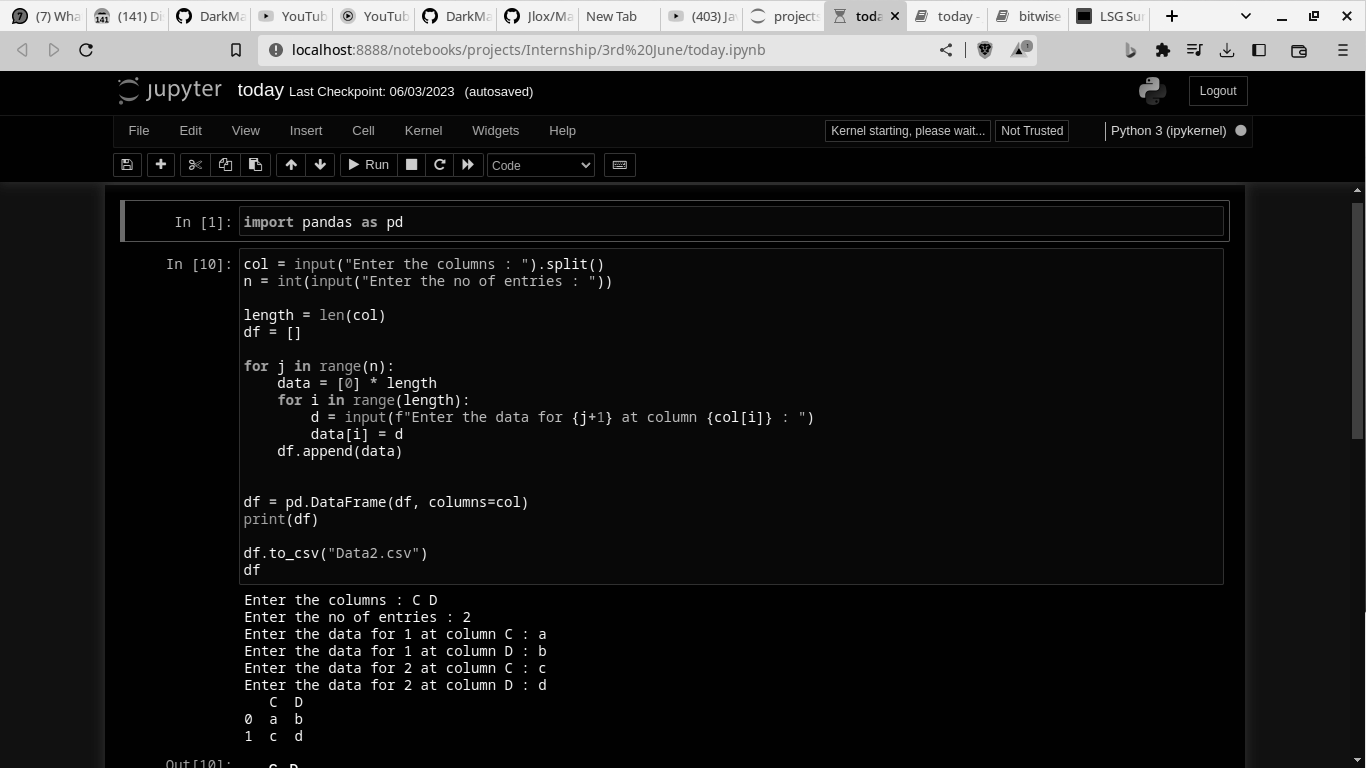 (7) Wha
(141) Di
DarkMa
YouTub
YouTub
DarkMa
Jlox/Ma
New Tab
(403) Ja
projects
toda
today -
bitwise
LSG Sur
localhost:8888/notebooks/projects/Internship/3rd%20June/today.ipynb
jupyter today Last Checkpoint: 06/03/2023 (autosaved)
Logout
File Edit View Insert Cell Kernel Widgets Help
Kernel starting, please wait... Not Trusted Python 3 (ipykernel)
Run Code
In [1]: import pandas as pd
In [10]: col = input("Enter the columns : ").split()
n = int(input("Enter the no of entries : "))
length = len(col)
df = []
for j in range(n):
    data = [0] * length
    for i in range(length):
        d = input(f"Enter the data for {j+1} at column {col[i]} : ")
        data[i] = d
    df.append(data)
df = pd.DataFrame(df, columns=col)
print(df)
df.to_csv("Data2.csv")
df
Enter the columns : C D
Enter the no of entries : 2
Enter the data for 1 at column C : a
Enter the data for 1 at column D : b
Enter the data for 2 at column C : c
Enter the data for 2 at column D : d
   C  D
0  a  b
1  c  d
Out[10]: C D